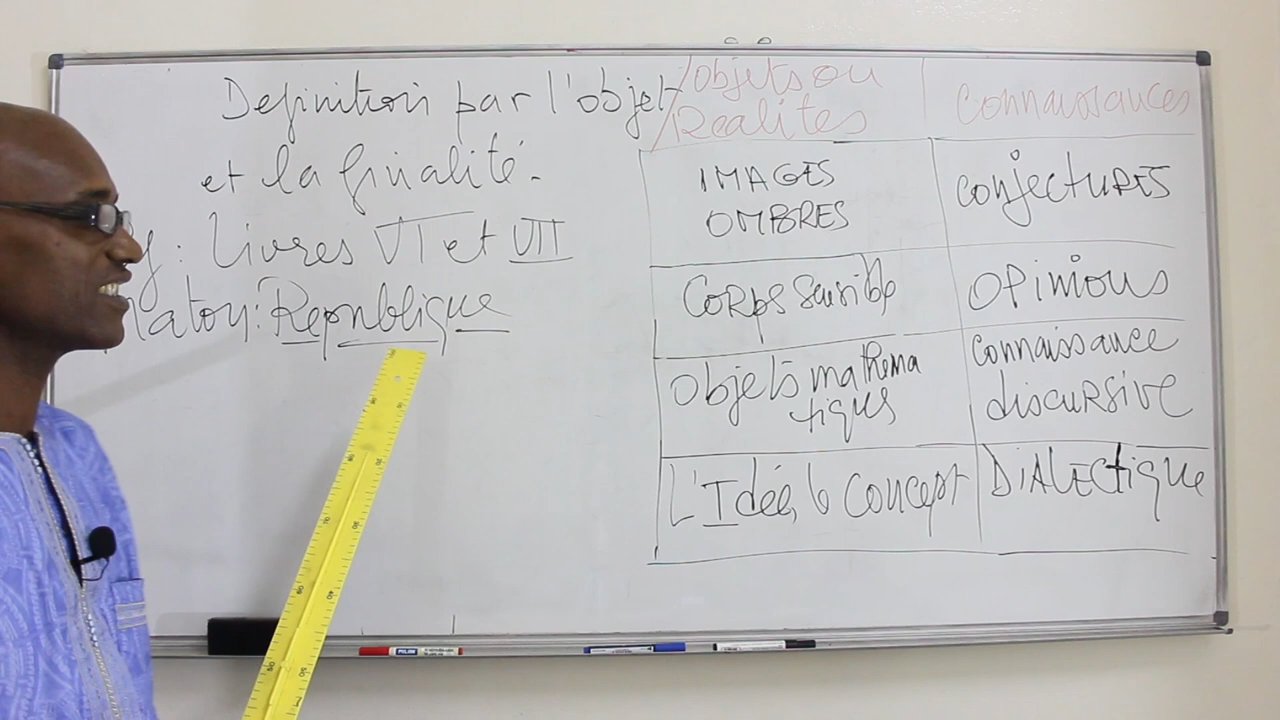 Definition par l'objet
et la finalité.
: Livres VI et VII
laton: Republique
Objets ou
Réalités
Connaissances
IMAGES
OMBRES
Conjectures
Corps sensible
Opinions
Objets mathema
tiques
Connaissance
discursive
L'Idée, le Concept
DIALECTIQUE